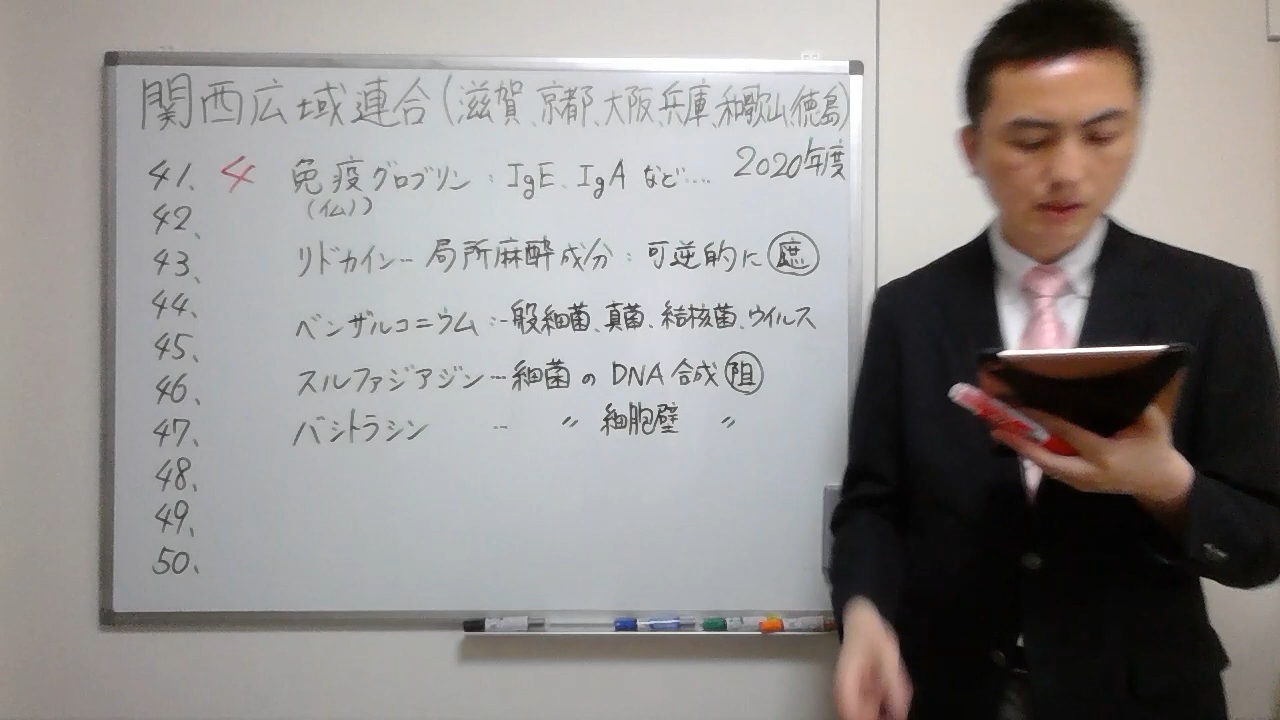 関西広域連合(滋賀、京都、大阪、兵庫、和歌山、徳島)
2020年度
41、 4 免疫グロブリン:IgE、IgA など‥‥
(イムノ)
42、
43、 リドカイン… 局所麻酔成分:可逆的に 遮
44、
ベンザルコニウム:一般細菌、真菌、結核菌、ウイルス
45、
46、 スルファジアジン…細菌の DNA合成 阻
47、 バシトラシン … 〃 細胞壁 〃
48、
49、
50、